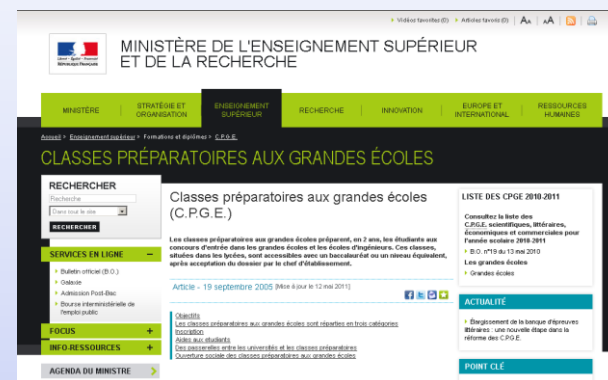 Vidéos favorites (0) Articles favoris (0) AA AA
Liberté • Égalité • Fraternité
RÉPUBLIQUE FRANÇAISE
MINISTÈRE DE L'ENSEIGNEMENT SUPÉRIEUR
ET DE LA RECHERCHE
MINISTÈRE
STRATÉGIE ET
ORGANISATION
ENSEIGNEMENT
SUPÉRIEUR
RECHERCHE
INNOVATION
EUROPE ET
INTERNATIONAL
RESSOURCES
HUMAINES
Accueil > Enseignement supérieur > Formations et diplômes > C.P.G.E.
CLASSES PRÉPARATOIRES AUX GRANDES ÉCOLES
RECHERCHER
Recherche
Dans tout le site
RECHERCHER
SERVICES EN LIGNE −
Bulletin officiel (B.O.)
Galaxie
Admission Post-Bac
Bourse interministérielle de
l'emploi public
FOCUS +
INFO-RESSOURCES +
AGENDA DU MINISTRE >
Classes préparatoires aux grandes écoles
(C.P.G.E.)
Les classes préparatoires aux grandes écoles préparent, en 2 ans, les étudiants aux
concours d'entrée dans les grandes écoles et les écoles d'ingénieurs. Ces classes,
situées dans les lycées, sont accessibles avec un baccalauréat ou un niveau équivalent,
après acceptation du dossier par le chef d'établissement.
Article - 19 septembre 2005 (Mise à jour le 12 mai 2011)
Objectifs
Les classes préparatoires aux grandes écoles sont réparties en trois catégories
Inscription
Aides aux étudiants
Des passerelles entre les universités et les classes préparatoires
Ouverture sociale des classes préparatoires aux grandes écoles
LISTE DES CPGE 2010-2011
Consultez la liste des
C.P.G.E. scientifiques, littéraires,
économiques et commerciales pour
l'année scolaire 2010-2011
B.O. n°19 du 13 mai 2010
Les grandes écoles
Grandes écoles
ACTUALITÉ
Élargissement de la banque d'épreuves
littéraires : une nouvelle étape dans la
réforme des C.P.G.E.
POINT CLÉ